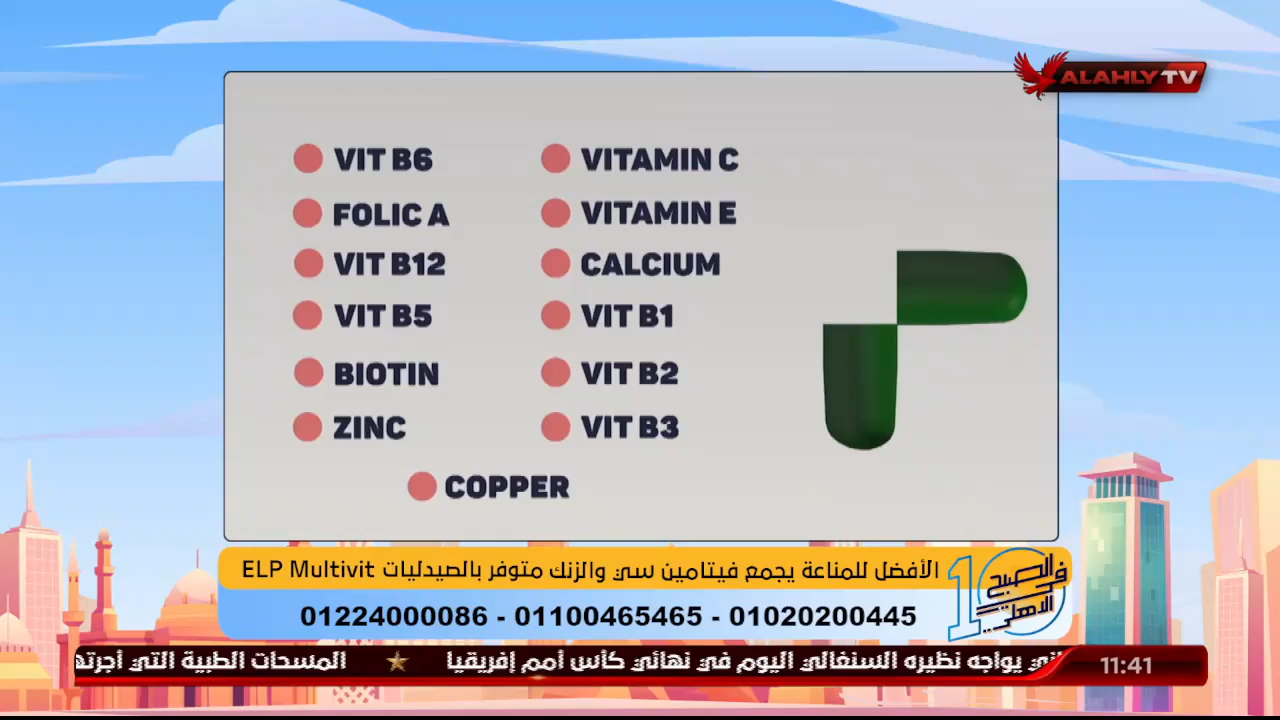 ALAHLY TV
VIT B6
VITAMIN C
FOLIC A
VITAMIN E
VIT B12
CALCIUM
VIT B5
VIT B1
BIOTIN
VIT B2
ZINC
VIT B3
COPPER
الأفضل للمناعة يجمع فيتامين سي والزنك متوفر بالصيدليات ELP Multivit
10 الصبح في الأهلي
01224000086 - 01100465465 - 01020200445
يواجه نظيره السنغالي اليوم في نهائي كأس أمم إفريقيا ★ المسحات الطبية التي
11:41